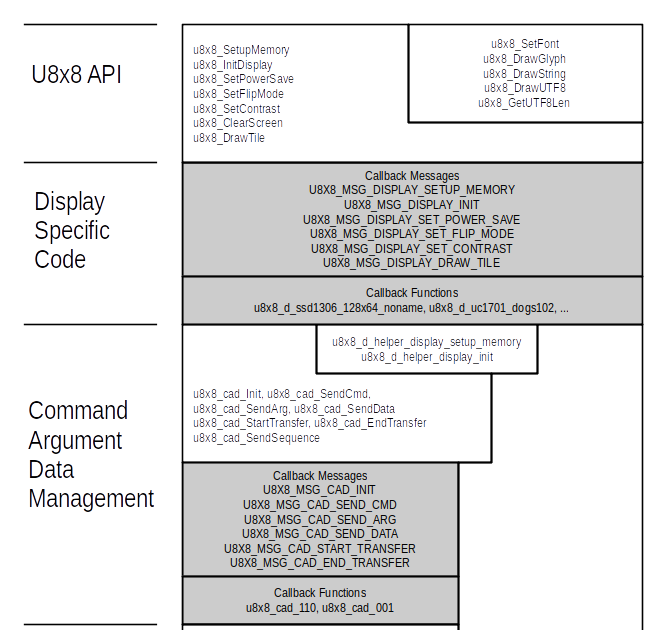 U8x8 API
u8x8_SetupMemory
u8x8_InitDisplay
u8x8_SetPowerSave
u8x8_SetFlipMode
u8x8_SetContrast
u8x8_ClearScreen
u8x8_DrawTile
u8x8_SetFont
u8x8_DrawGlyph
u8x8_DrawString
u8x8_DrawUTF8
u8x8_GetUTF8Len
Display
Specific
Code
Callback Messages
U8X8_MSG_DISPLAY_SETUP_MEMORY
U8X8_MSG_DISPLAY_INIT
U8X8_MSG_DISPLAY_SET_POWER_SAVE
U8X8_MSG_DISPLAY_SET_FLIP_MODE
U8X8_MSG_DISPLAY_SET_CONTRAST
U8X8_MSG_DISPLAY_DRAW_TILE
Callback Functions
u8x8_d_ssd1306_128x64_noname, u8x8_d_uc1701_dogs102, ...
u8x8_d_helper_display_setup_memory
u8x8_d_helper_display_init
Command
Argument
Data
Management
u8x8_cad_Init, u8x8_cad_SendCmd,
u8x8_cad_SendArg, u8x8_cad_SendData
u8x8_cad_StartTransfer, u8x8_cad_EndTransfer
u8x8_cad_SendSequence
Callback Messages
U8X8_MSG_CAD_INIT
U8X8_MSG_CAD_SEND_CMD
U8X8_MSG_CAD_SEND_ARG
U8X8_MSG_CAD_SEND_DATA
U8X8_MSG_CAD_START_TRANSFER
U8X8_MSG_CAD_END_TRANSFER
Callback Functions
u8x8_cad_110, u8x8_cad_001